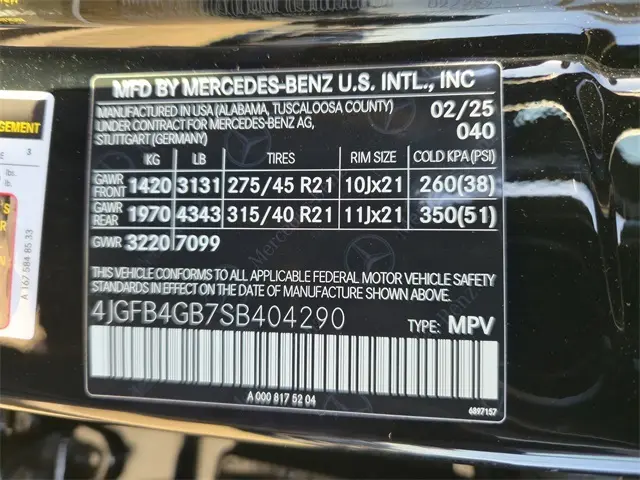 MFD BY MERCEDES-BENZ U.S. INTL., INC
MANUFACTURED IN USA (ALABAMA, TUSCALOOSA COUNTY) 02/25
UNDER CONTRACT FOR MERCEDES-BENZ AG, 040
STUTTGART (GERMANY)
KG LB TIRES RIM SIZE COLD KPA (PSI)
GAWR FRONT 1420 3131 275/45 R21 10Jx21 260(38)
GAWR REAR 1970 4343 315/40 R21 11Jx21 350(51)
GVWR 3220 7099
THIS VEHICLE CONFORMS TO ALL APPLICABLE FEDERAL MOTOR VEHICLE SAFETY
STANDARDS IN EFFECT ON THE DATE OF MANUFACTURE SHOWN ABOVE.
4JGFB4GB7SB404290
TYPE: MPV
A 000 817 52 04
6897157
A 167 584 85 33